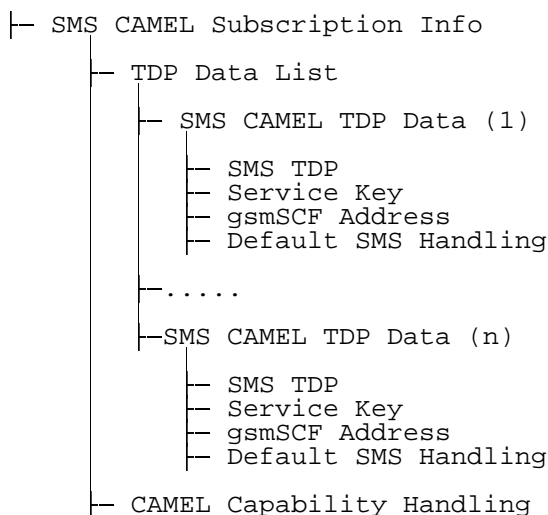 SMS CAMEL Subscription Info
TDP Data List
SMS CAMEL TDP Data (1)
SMS TDP
Service Key
gsmSCF Address
Default SMS Handling
.....
SMS CAMEL TDP Data (n)
SMS TDP
Service Key
gsmSCF Address
Default SMS Handling
CAMEL Capability Handling